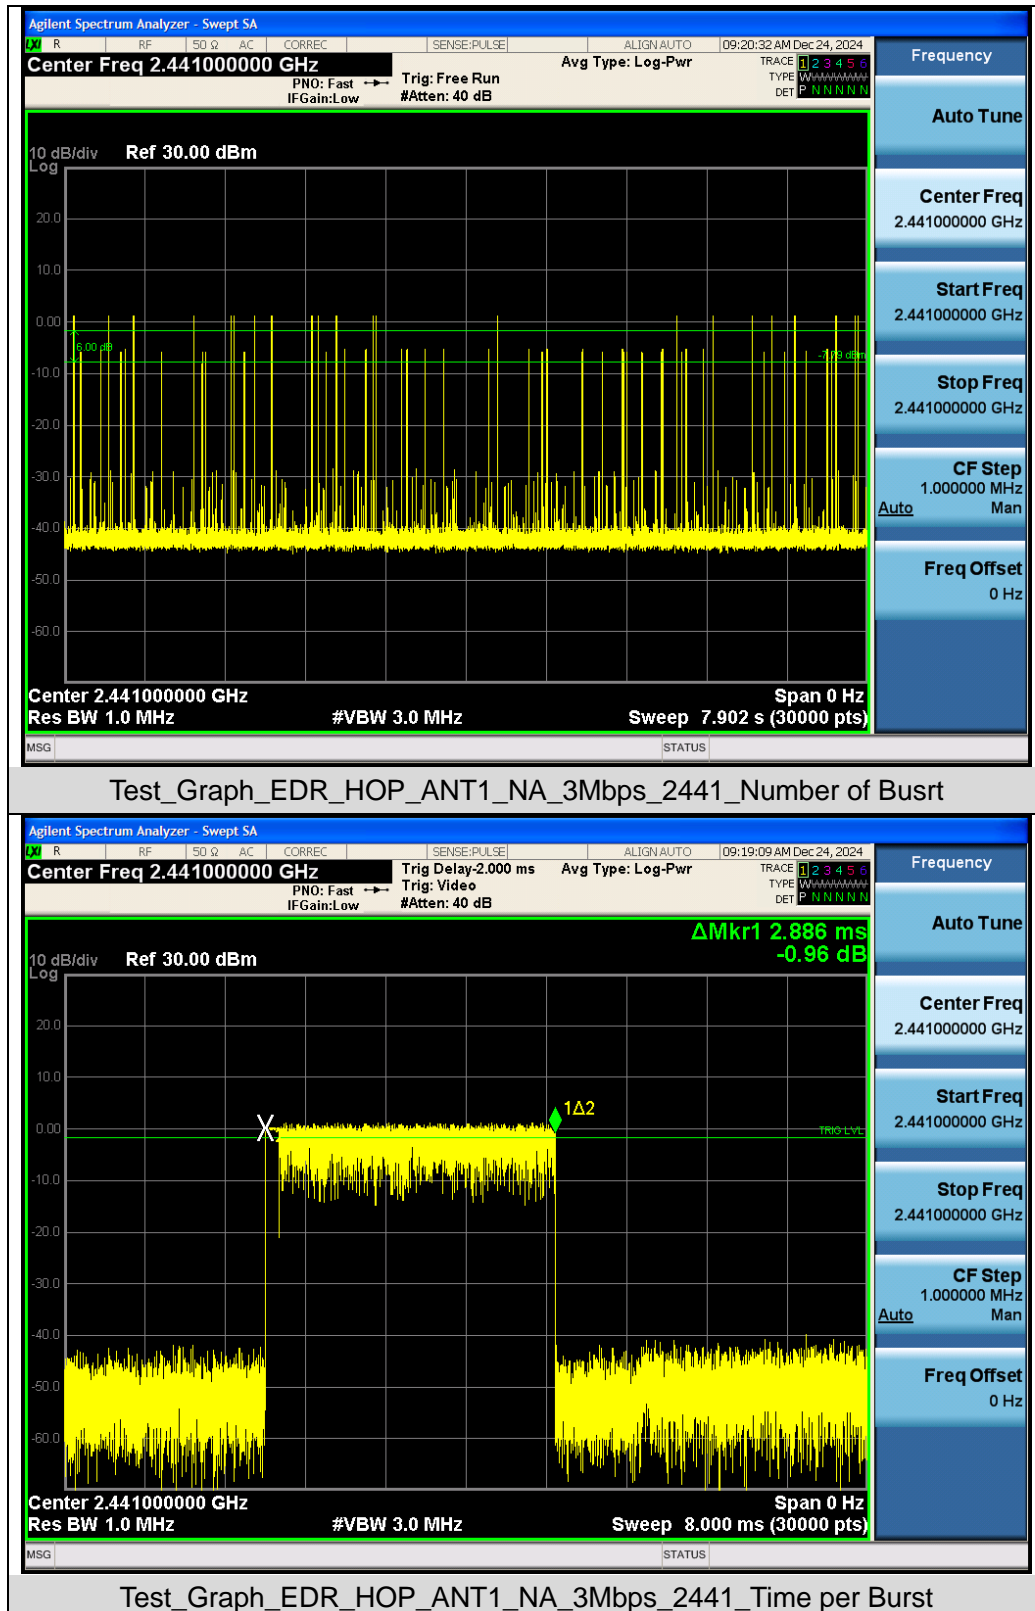 Agilent Spectrum Analyzer - Swept SA
LXI R RF 50 Ω AC CORREC SENSE:PULSE ALIGN AUTO 09:20:32 AM Dec 24, 2024
Center Freq 2.441000000 GHz Avg Type: Log-Pwr TRACE 1 2 3 4 5 6
PNO: Fast Trig: Free Run TYPE WWWWWW
IFGain:Low #Atten: 40 dB DET P N N N N N
Frequency
Auto Tune
10 dB/div Ref 30.00 dBm
Log
20.0
10.0
0.00
6.00 dB
-7.79 dBm
-10.0
-20.0
-30.0
-40.0
-50.0
-60.0
Center Freq
2.441000000 GHz
Start Freq
2.441000000 GHz
Stop Freq
2.441000000 GHz
CF Step
1.000000 MHz
Auto Man
Freq Offset
0 Hz
Center 2.441000000 GHz Span 0 Hz
Res BW 1.0 MHz #VBW 3.0 MHz Sweep 7.902 s (30000 pts)
MSG STATUS
Test_Graph_EDR_HOP_ANT1_NA_3Mbps_2441_Number of Busrt
Agilent Spectrum Analyzer - Swept SA
LXI R RF 50 Ω AC CORREC SENSE:PULSE ALIGN AUTO 09:19:09 AM Dec 24, 2024
Center Freq 2.441000000 GHz Trig Delay-2.000 ms Avg Type: Log-Pwr TRACE 1 2 3 4 5 6
PNO: Fast Trig: Video TYPE WWWWWW
IFGain:Low #Atten: 40 dB DET P N N N N N
Frequency
Auto Tune
ΔMkr1 2.886 ms
-0.96 dB
10 dB/div Ref 30.00 dBm
Log
20.0
10.0
0.00
1Δ2
TRIG LVL
-10.0
-20.0
-30.0
-40.0
-50.0
-60.0
Center Freq
2.441000000 GHz
Start Freq
2.441000000 GHz
Stop Freq
2.441000000 GHz
CF Step
1.000000 MHz
Auto Man
Freq Offset
0 Hz
Center 2.441000000 GHz Span 0 Hz
Res BW 1.0 MHz #VBW 3.0 MHz Sweep 8.000 ms (30000 pts)
MSG STATUS
Test_Graph_EDR_HOP_ANT1_NA_3Mbps_2441_Time per Burst